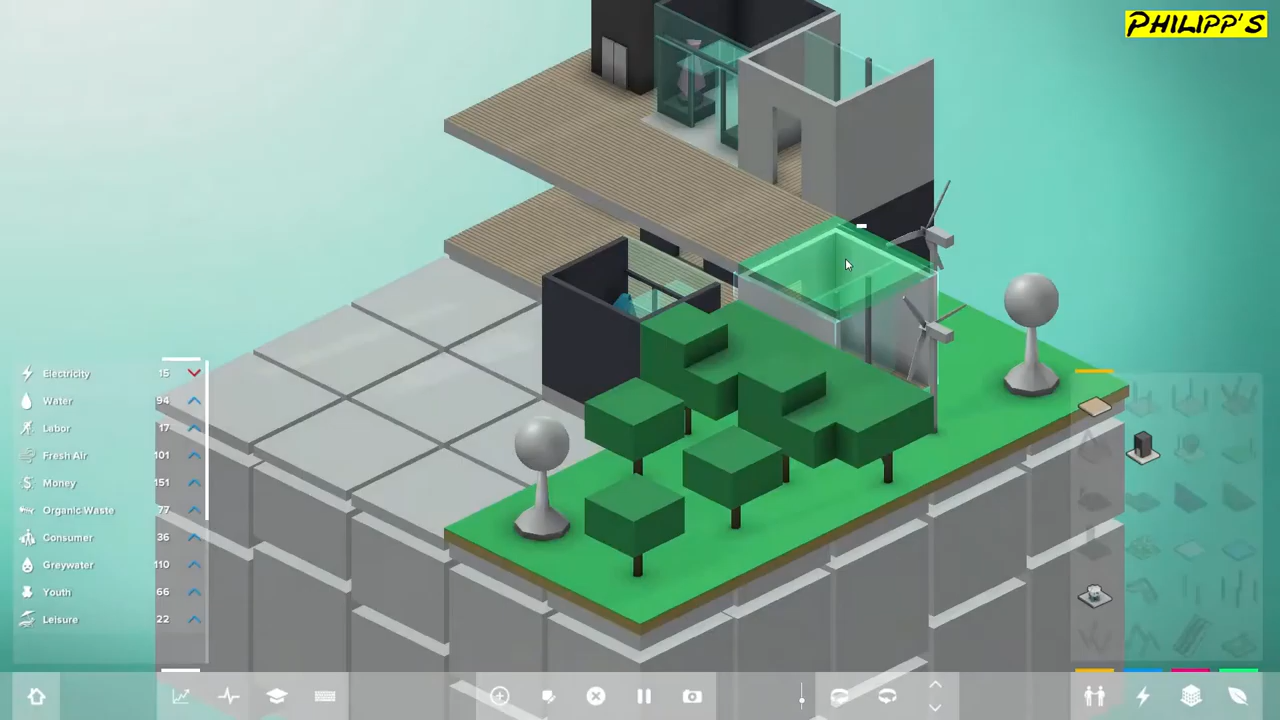 PHILIPP'S
Electricity 15
Water 94
Labor 17
Fresh Air 101
Money 151
Organic Waste 77
Consumer 36
Greywater 110
Youth 66
Leisure 22